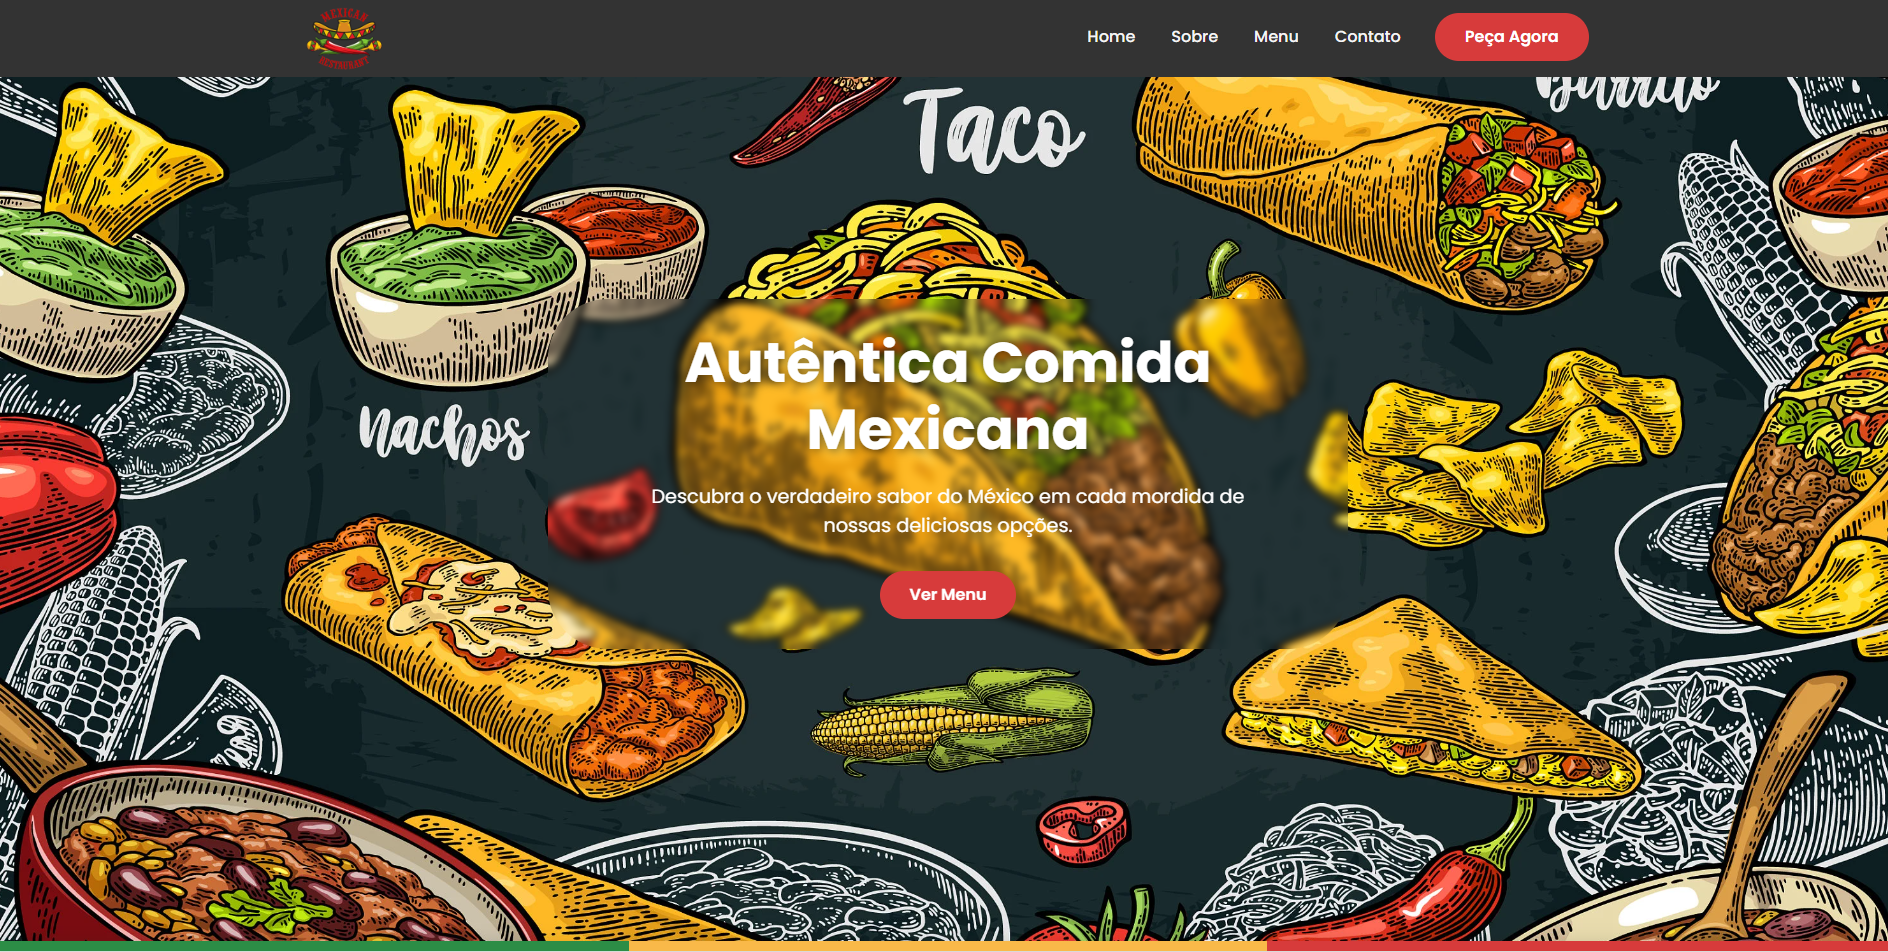 MEXICAN
RESTAURANT
Home
Sobre
Menu
Contato
Peça Agora
Taco
Burrito
Nachos
Autêntica Comida
Mexicana
Descubra o verdadeiro sabor do México em cada mordida de
nossas deliciosas opções.
Ver Menu